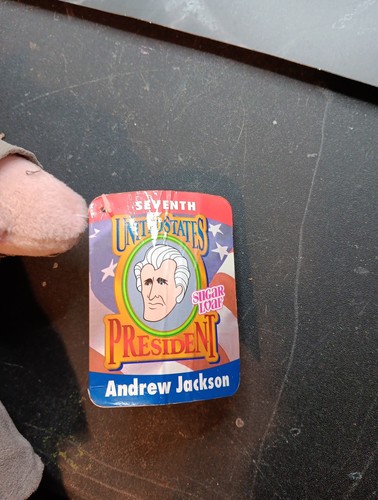 SEVENTH
UNITED STATES
SUGAR
LOAF
PRESIDENT
Andrew Jackson